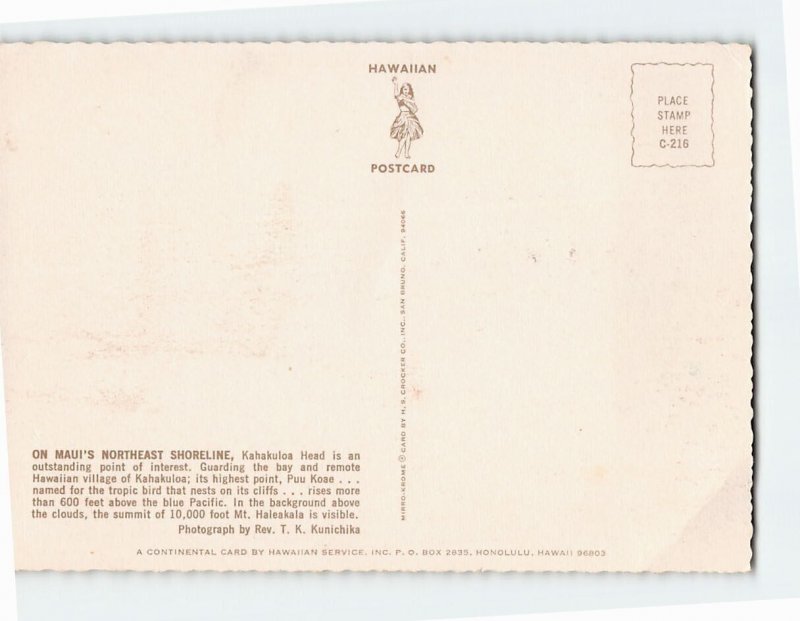 HAWAIIAN
POSTCARD
PLACE
STAMP
HERE
C-216
MIRRO-KROME ® CARD BY H. S. CROCKER CO., INC., SAN BRUNO, CALIF. 94066
ON MAUI'S NORTHEAST SHORELINE, Kahakuloa Head is an
outstanding point of interest. Guarding the bay and remote
Hawaiian village of Kahakuloa; its highest point, Puu Koae . . .
named for the tropic bird that nests on its cliffs . . . rises more
than 600 feet above the blue Pacific. In the background above
the clouds, the summit of 10,000 foot Mt. Haleakala is visible.
Photograph by Rev. T. K. Kunichika
A CONTINENTAL CARD BY HAWAIIAN SERVICE, INC. P. O. BOX 2835, HONOLULU, HAWAII 96803